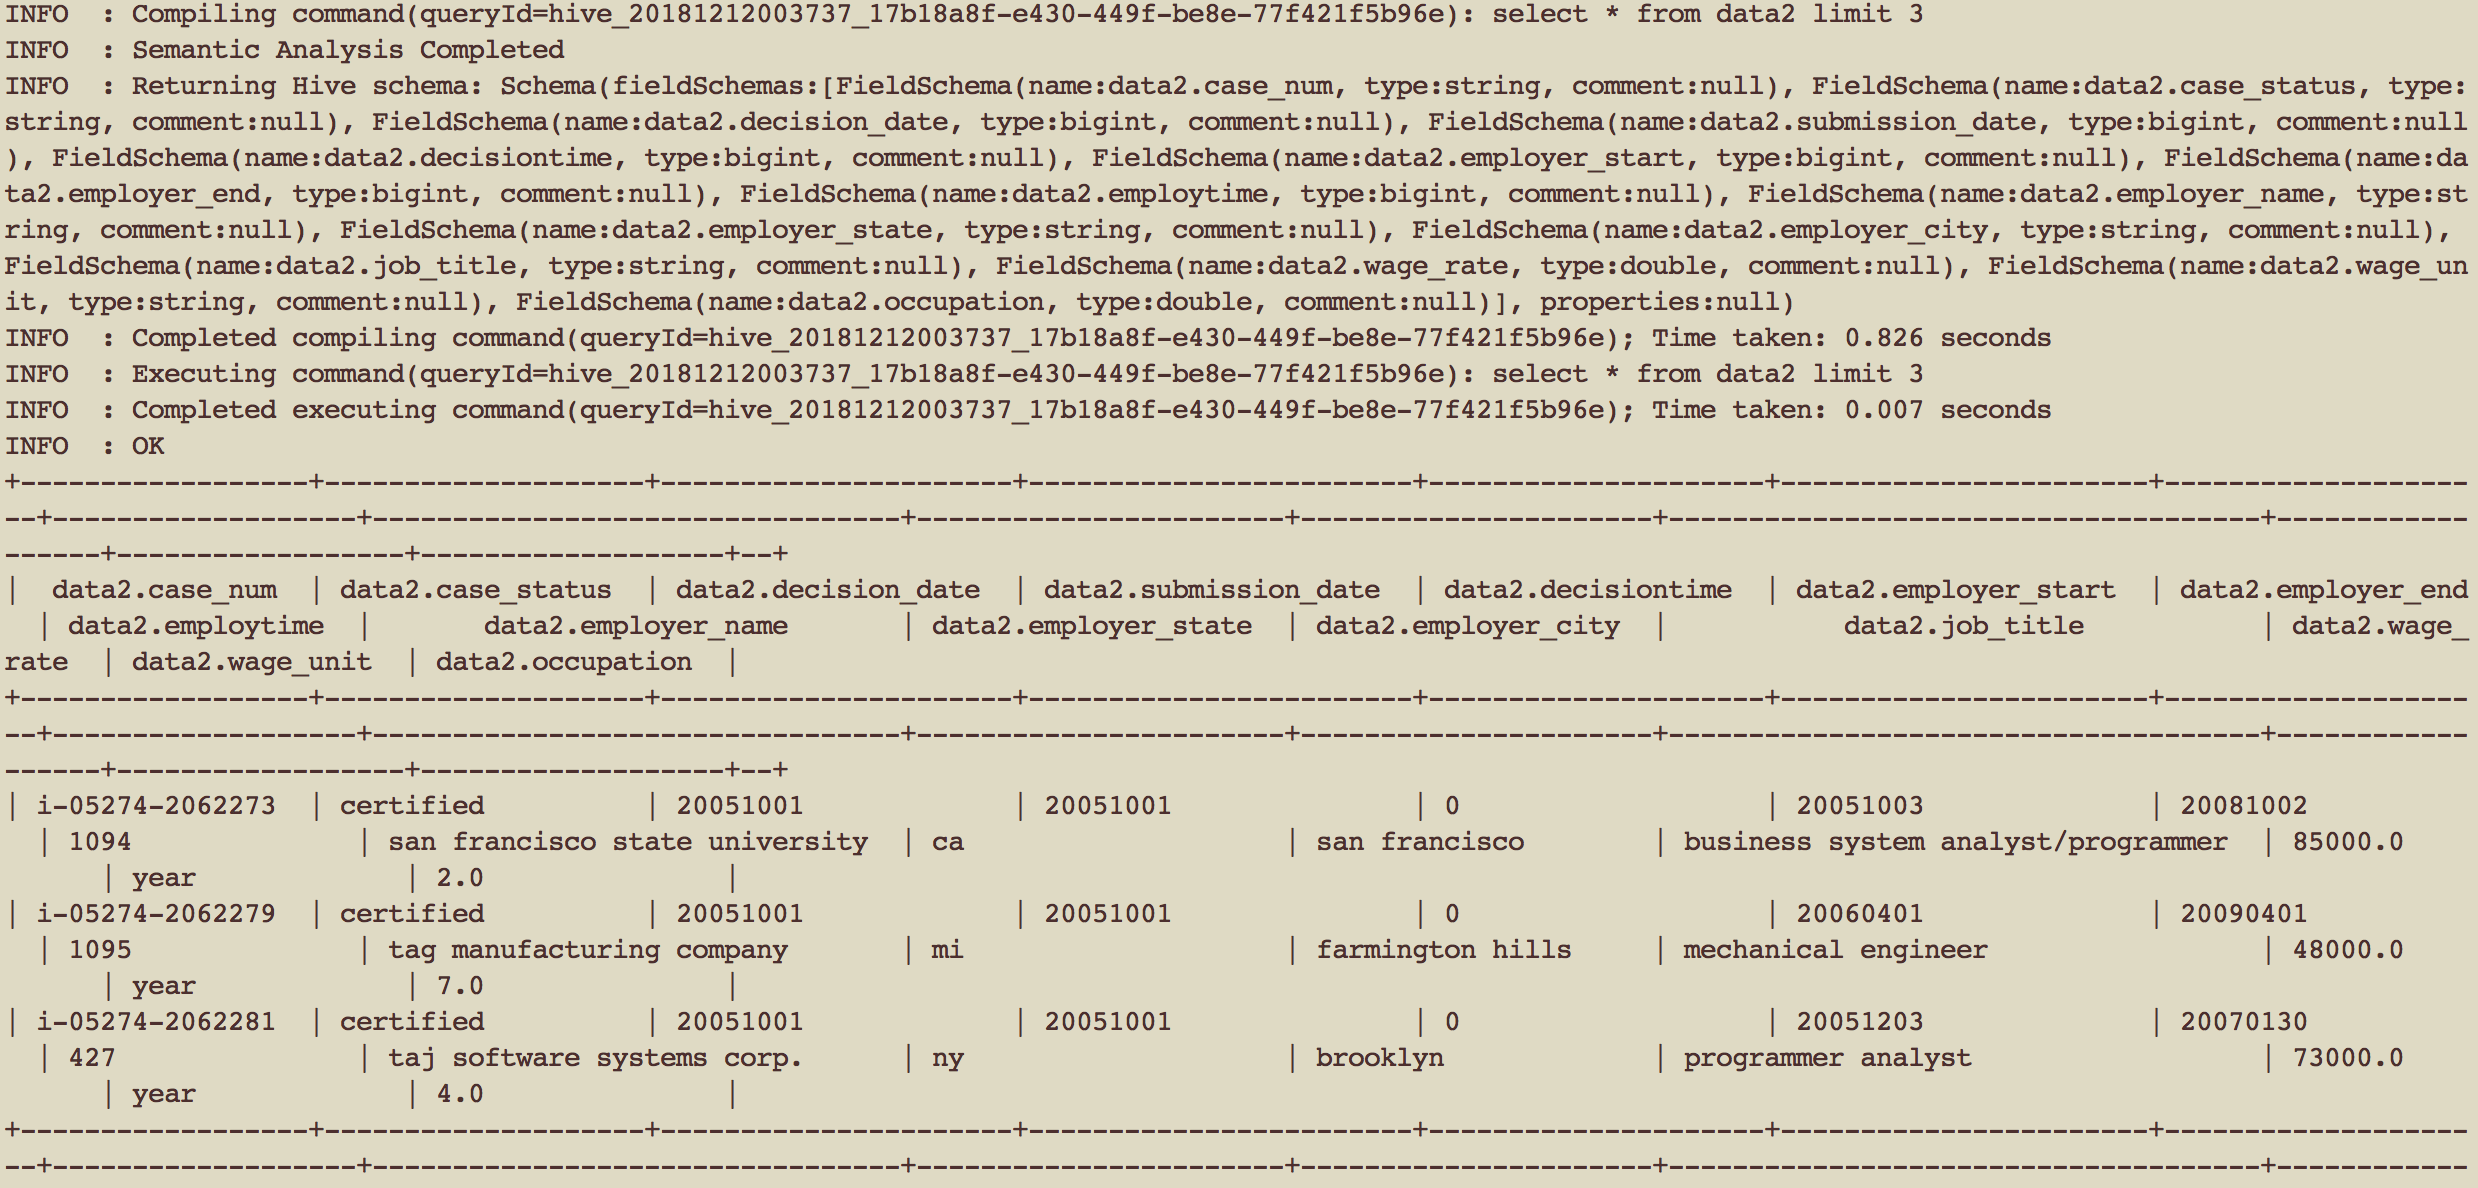 INFO  : Compiling command(queryId=hive_20181212003737_17b18a8f-e430-449f-be8e-77f421f5b96e): select * from data2 limit 3
INFO  : Semantic Analysis Completed
INFO  : Returning Hive schema: Schema(fieldSchemas:[FieldSchema(name:data2.case_num, type:string, comment:null), FieldSchema(name:data2.case_status, type:
string, comment:null), FieldSchema(name:data2.decision_date, type:bigint, comment:null), FieldSchema(name:data2.submission_date, type:bigint, comment:null
), FieldSchema(name:data2.decisiontime, type:bigint, comment:null), FieldSchema(name:data2.employer_start, type:bigint, comment:null), FieldSchema(name:da
ta2.employer_end, type:bigint, comment:null), FieldSchema(name:data2.employtime, type:bigint, comment:null), FieldSchema(name:data2.employer_name, type:st
ring, comment:null), FieldSchema(name:data2.employer_state, type:string, comment:null), FieldSchema(name:data2.employer_city, type:string, comment:null),
FieldSchema(name:data2.job_title, type:string, comment:null), FieldSchema(name:data2.wage_rate, type:double, comment:null), FieldSchema(name:data2.wage_un
it, type:string, comment:null), FieldSchema(name:data2.occupation, type:double, comment:null)], properties:null)
INFO  : Completed compiling command(queryId=hive_20181212003737_17b18a8f-e430-449f-be8e-77f421f5b96e); Time taken: 0.826 seconds
INFO  : Executing command(queryId=hive_20181212003737_17b18a8f-e430-449f-be8e-77f421f5b96e): select * from data2 limit 3
INFO  : Completed executing command(queryId=hive_20181212003737_17b18a8f-e430-449f-be8e-77f421f5b96e); Time taken: 0.007 seconds
INFO  : OK
|  data2.case_num  | data2.case_status  | data2.decision_date  | data2.submission_date  | data2.decisiontime  | data2.employer_start  | data2.employer_end
| data2.employtime  |       data2.employer_name       | data2.employer_state  | data2.employer_city  |           data2.job_title           | data2.wage_
rate  | data2.wage_unit  | data2.occupation  |
| i-05274-2062273  | certified          | 20051001             | 20051001               | 0                   | 20051003              | 20081002
| 1094              | san francisco state university  | ca                    | san francisco        | business system analyst/programmer  | 85000.0
| year             | 2.0               |
| i-05274-2062279  | certified          | 20051001             | 20051001               | 0                   | 20060401              | 20090401
| 1095              | tag manufacturing company       | mi                    | farmington hills     | mechanical engineer                 | 48000.0
| year             | 7.0               |
| i-05274-2062281  | certified          | 20051001             | 20051001               | 0                   | 20051203              | 20070130
| 427               | taj software systems corp.      | ny                    | brooklyn             | programmer analyst                  | 73000.0
| year             | 4.0               |